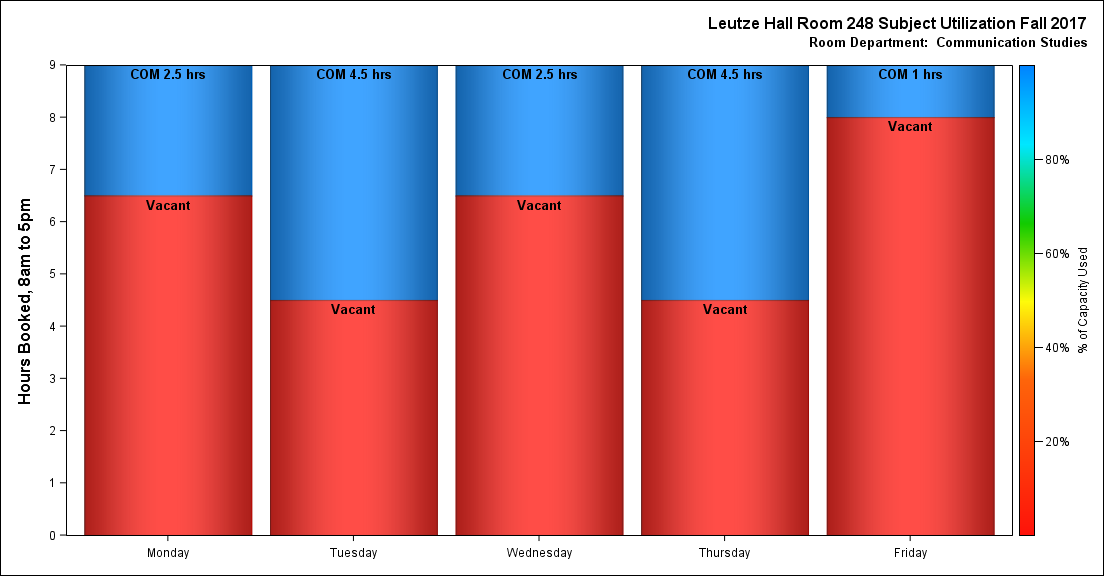 Leutze Hall Room 248 Subject Utilization Fall 2017
Room Department:  Communication Studies
Hours Booked, 8am to 5pm
9
8
7
6
5
4
3
2
1
0
COM 2.5 hrs
Vacant
COM 4.5 hrs
Vacant
COM 2.5 hrs
Vacant
COM 4.5 hrs
Vacant
COM 1 hrs
Vacant
Monday
Tuesday
Wednesday
Thursday
Friday
80%
60%
40%
20%
% of Capacity Used